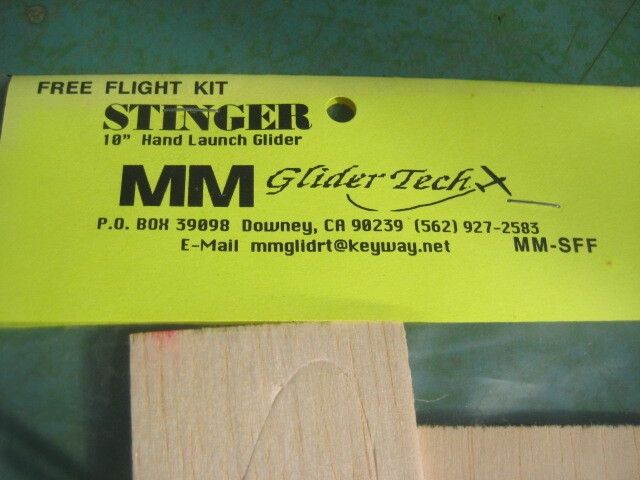 FREE FLIGHT KIT
STINGER
10" Hand Launch Glider
MM Glider Tech
P.O. BOX 39098 Downey, CA 90239 (562) 927-2583
E-Mail mmglidrt@keyway.net MM-SFF